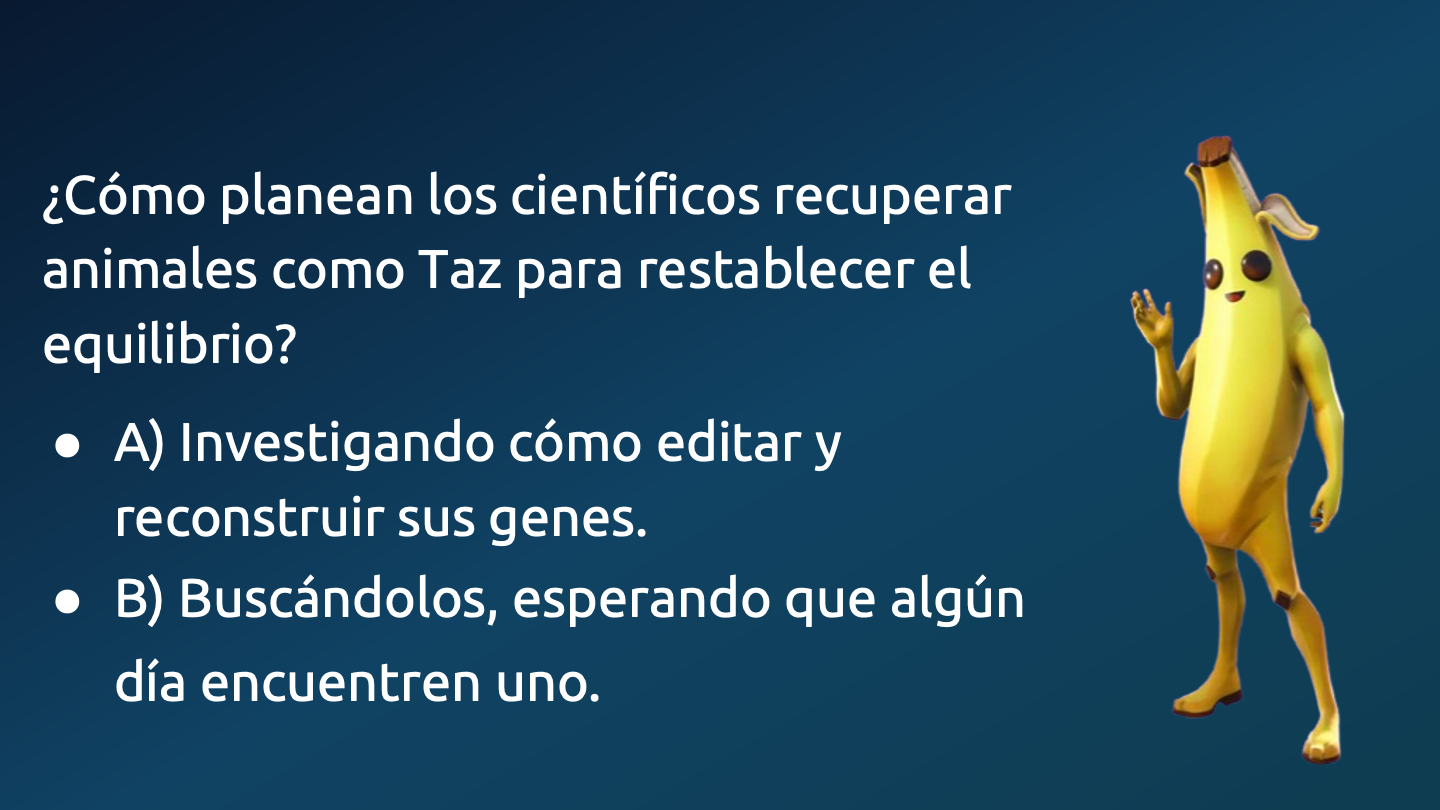 ¿Cómo planean los científicos recuperar
animales como Taz para restablecer el
equilibrio?
● A) Investigando cómo editar y
reconstruir sus genes.
● B) Buscándolos, esperando que algún
día encuentren uno.